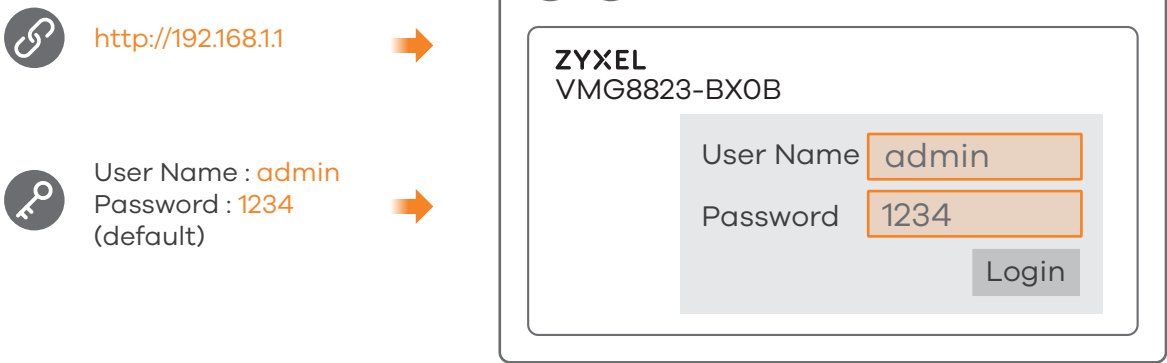 http://192.168.1.1
User Name : admin
Password : 1234
(default)
ZYXEL
VMG8823-BX0B
User Name admin
Password 1234
Login